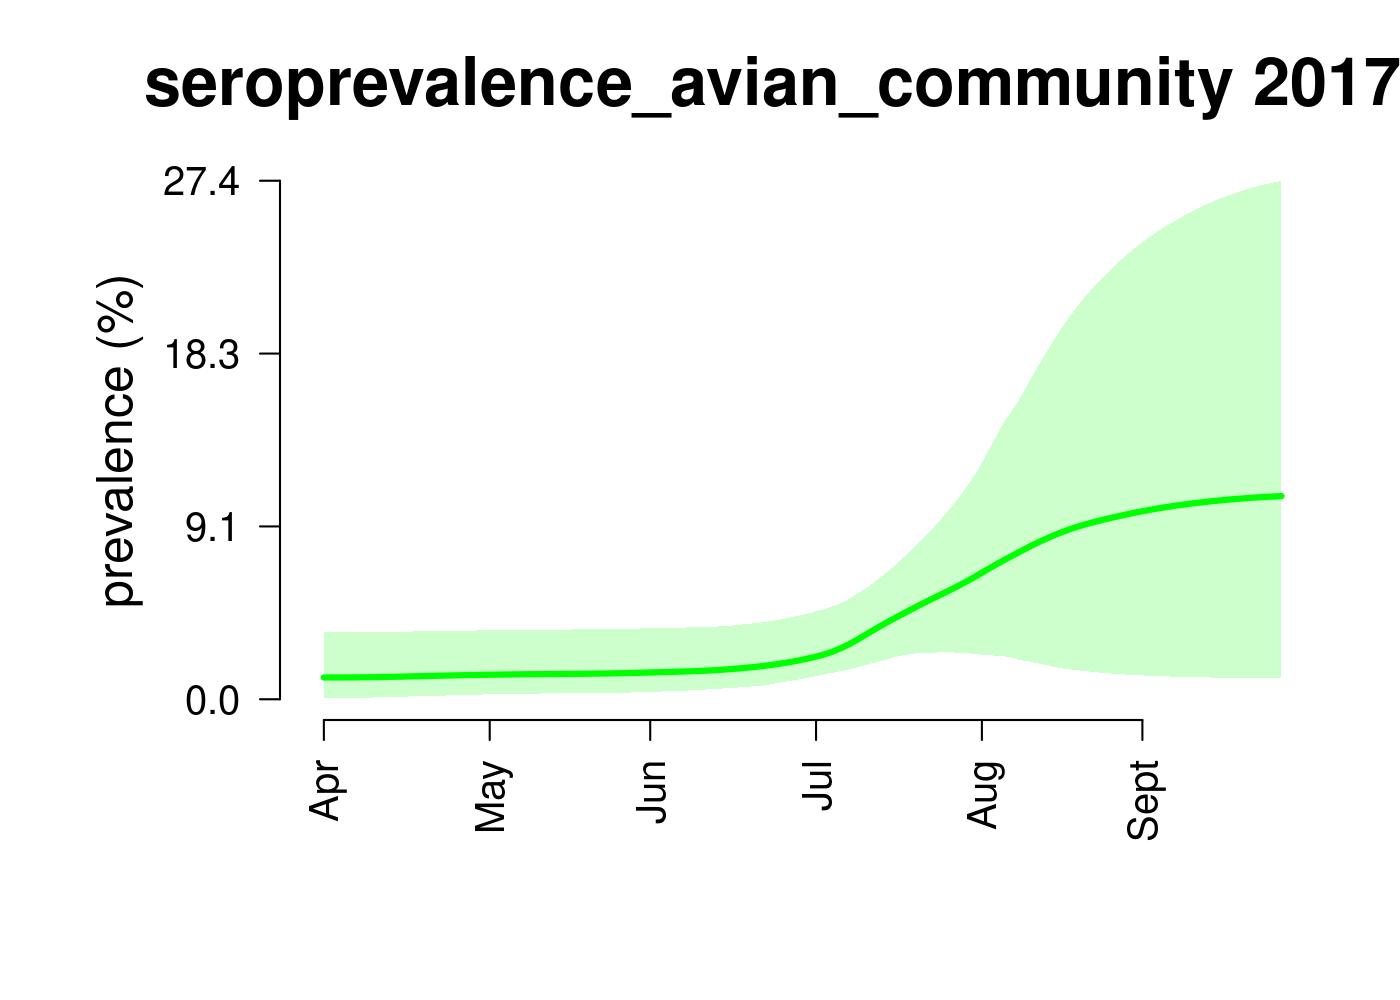 seroprevalence_avian_community 2017
27.4
18.3
9.1
0.0
prevalence (%)
Apr
May
Jun
Jul
Aug
Sept